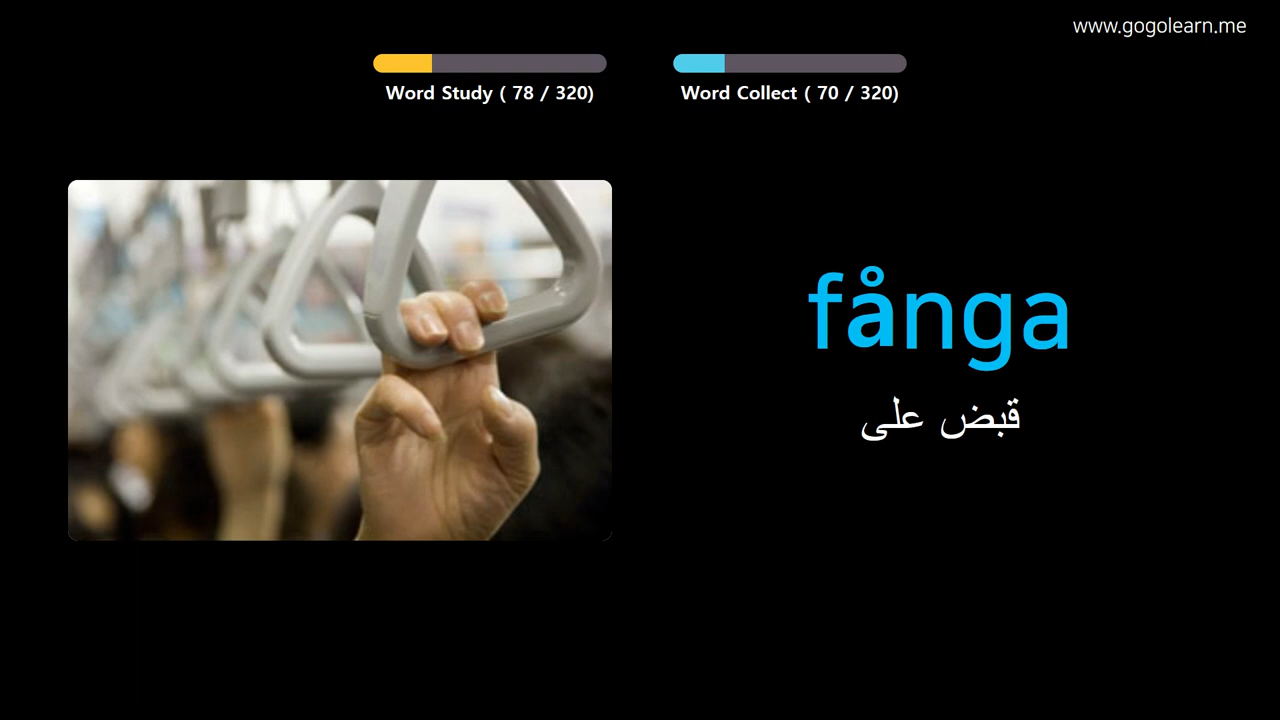 www.gogolearn.me
Word Study ( 78 / 320)
Word Collect ( 70 / 320)
fånga
قبض على